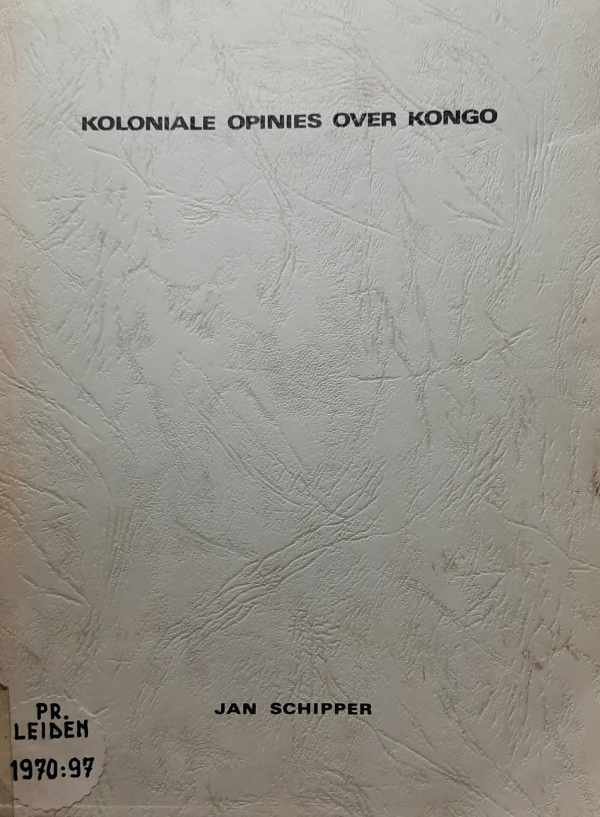 KOLONIALE OPINIES OVER KONGO
JAN SCHIPPER
PR.
LEIDEN
1970:97